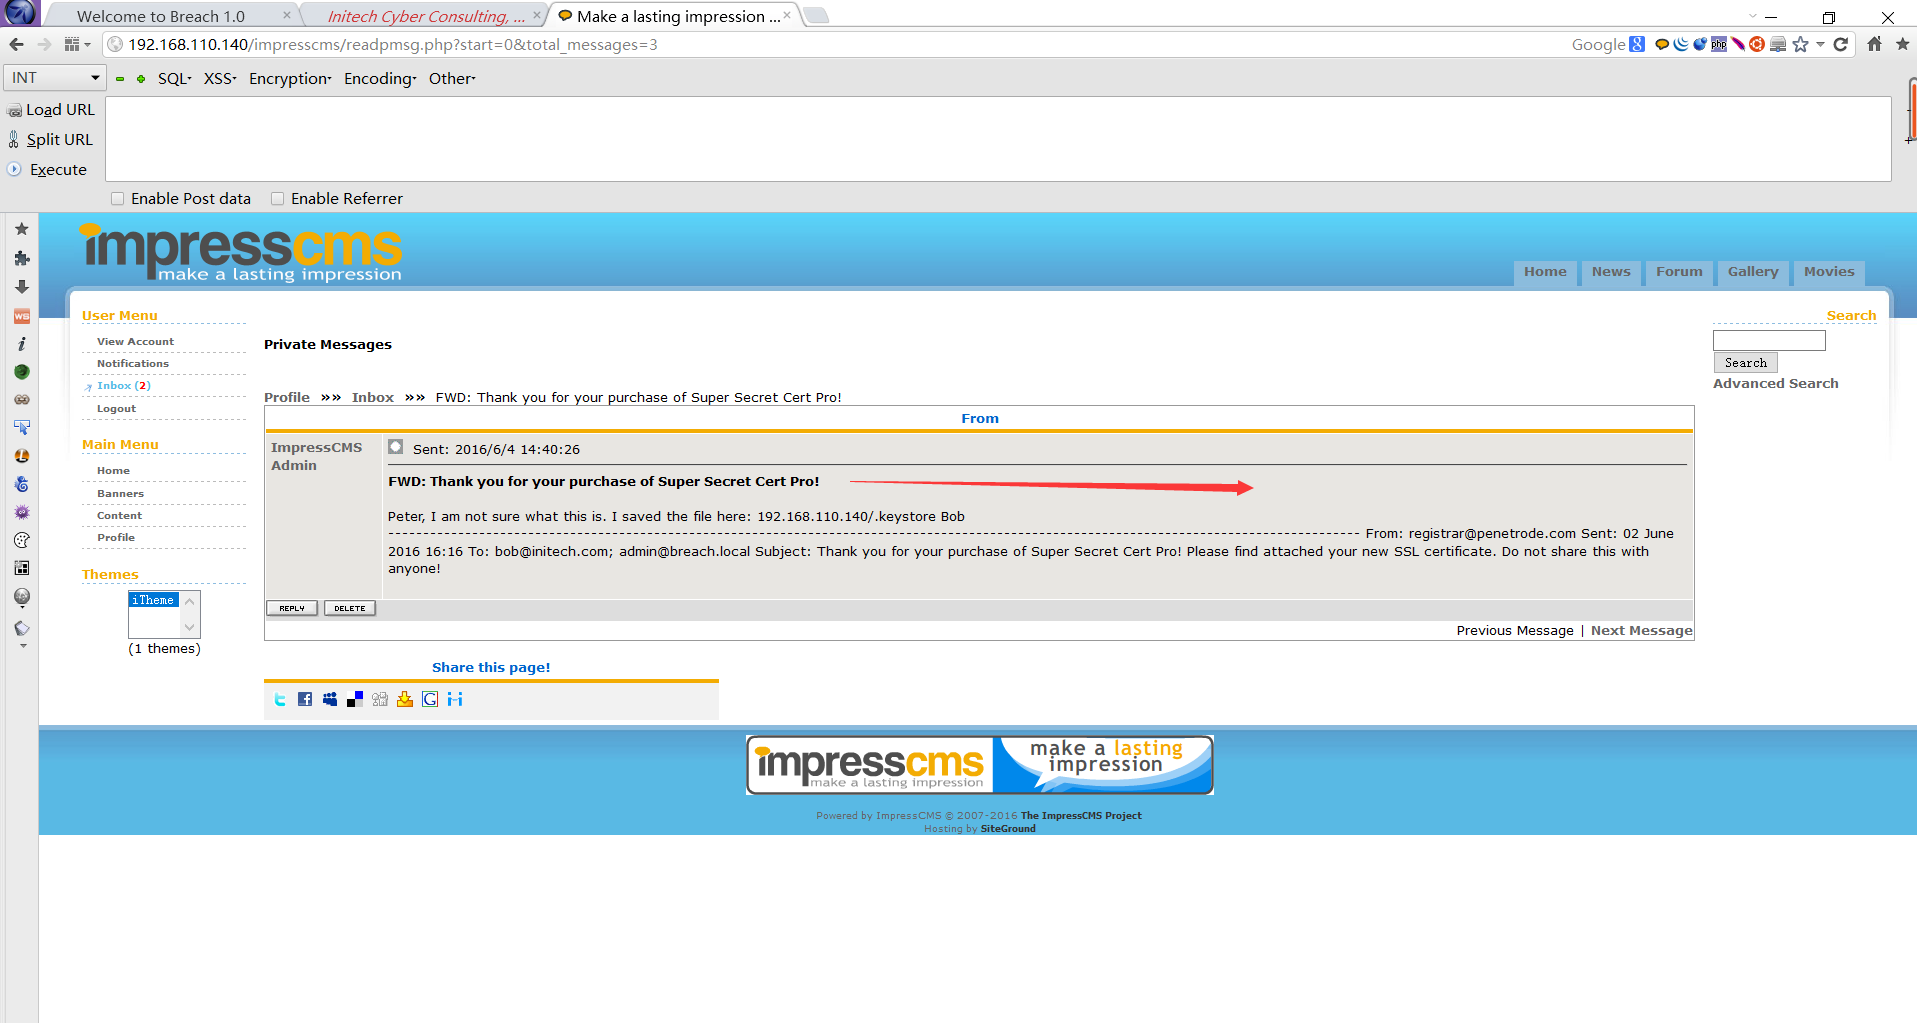 Welcome to Breach 1.0
Initech Cyber Consulting, ...
Make a lasting impression ...
192.168.110.140/impresscms/readpmsg.php?start=0&total_messages=3
Google
php
INT
SQL
XSS
Encryption
Encoding
Other
Load URL
Split URL
Execute
Enable Post data
Enable Referrer
impresscms
make a lasting impression
Home
News
Forum
Gallery
Movies
User Menu
View Account
Notifications
Inbox (2)
Logout
Main Menu
Home
Banners
Content
Profile
Themes
iTheme
(1 themes)
Private Messages
Profile »» Inbox »» FWD: Thank you for your purchase of Super Secret Cert Pro!
From
ImpressCMS
Admin
Sent: 2016/6/4 14:40:26
FWD: Thank you for your purchase of Super Secret Cert Pro!
Peter, I am not sure what this is. I saved the file here: 192.168.110.140/.keystore Bob
From: registrar@penetrode.com Sent: 02 June
2016 16:16 To: bob@initech.com; admin@breach.local Subject: Thank you for your purchase of Super Secret Cert Pro! Please find attached your new SSL certificate. Do not share this with
anyone!
REPLY
DELETE
Previous Message | Next Message
Share this page!
Search
Search
Advanced Search
impresscms
make a lasting impression
make a lasting
impression
Powered by ImpressCMS © 2007-2016 The ImpressCMS Project
Hosting by SiteGround